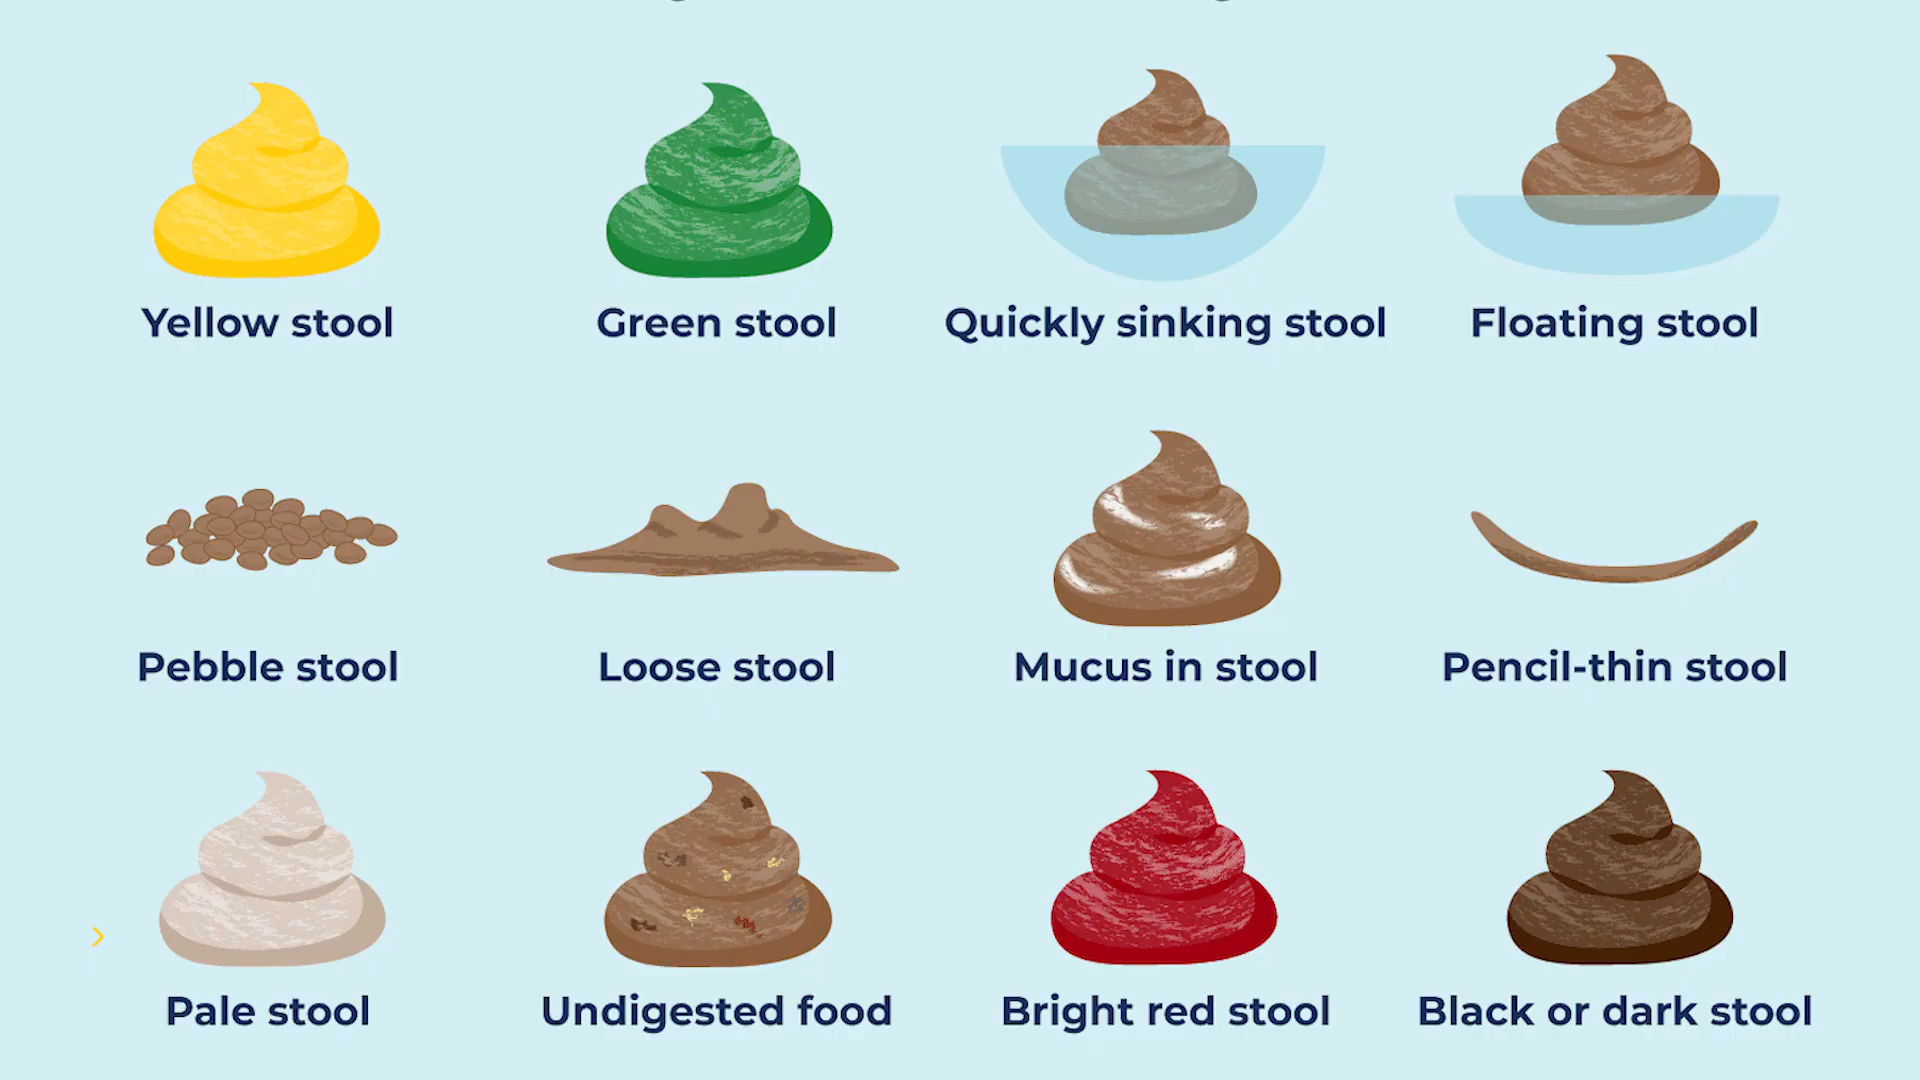 Yellow stool
Green stool
Quickly sinking stool
Floating stool
Pebble stool
Loose stool
Mucus in stool
Pencil-thin stool
Pale stool
Undigested food
Bright red stool
Black or dark stool